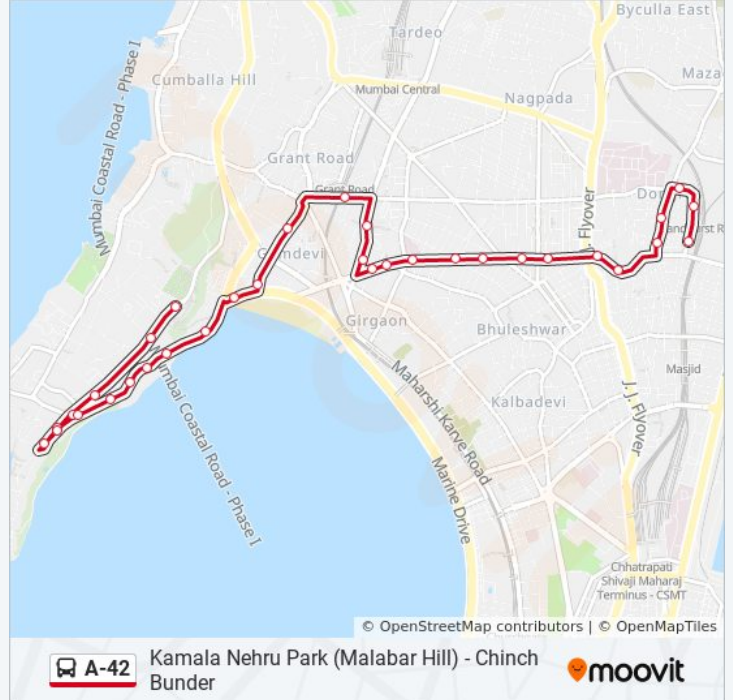 Byculla East
Tardeo
Mumbai Coastal Road - Phase I
Cumballa Hill
Maza
Mumbai Central
Nagpada
Grant Road
Grant Road
Don
J. Flyover
andhurst R
Gamdevi
Girgaon
Bhuleshwar
Masjid
Mumbai Coastal Road - Phase I
Maharshi Karve Road
Kalbadevi
J. J. Flyover
Marine Drive
Chhatrapati
Shivaji Maharaj
Terminus - CSMT
© OpenStreetMap contributors | © OpenMapTiles
A-42
Kamala Nehru Park (Malabar Hill) - Chinch
Bunder
moovit